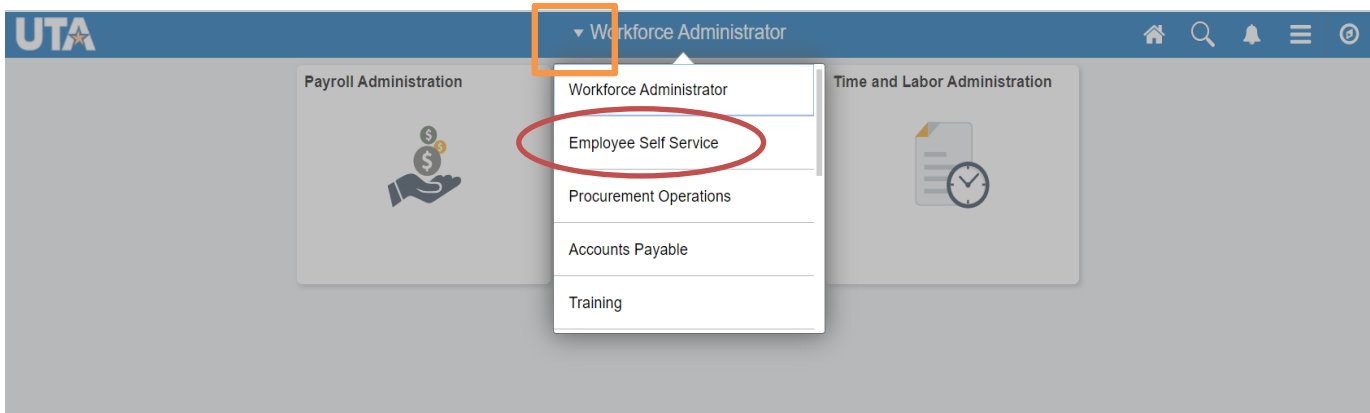 UTA
Workforce Administrator
Payroll Administration
Workforce Administrator
Employee Self Service
Procurement Operations
Accounts Payable
Training
Time and Labor Administration